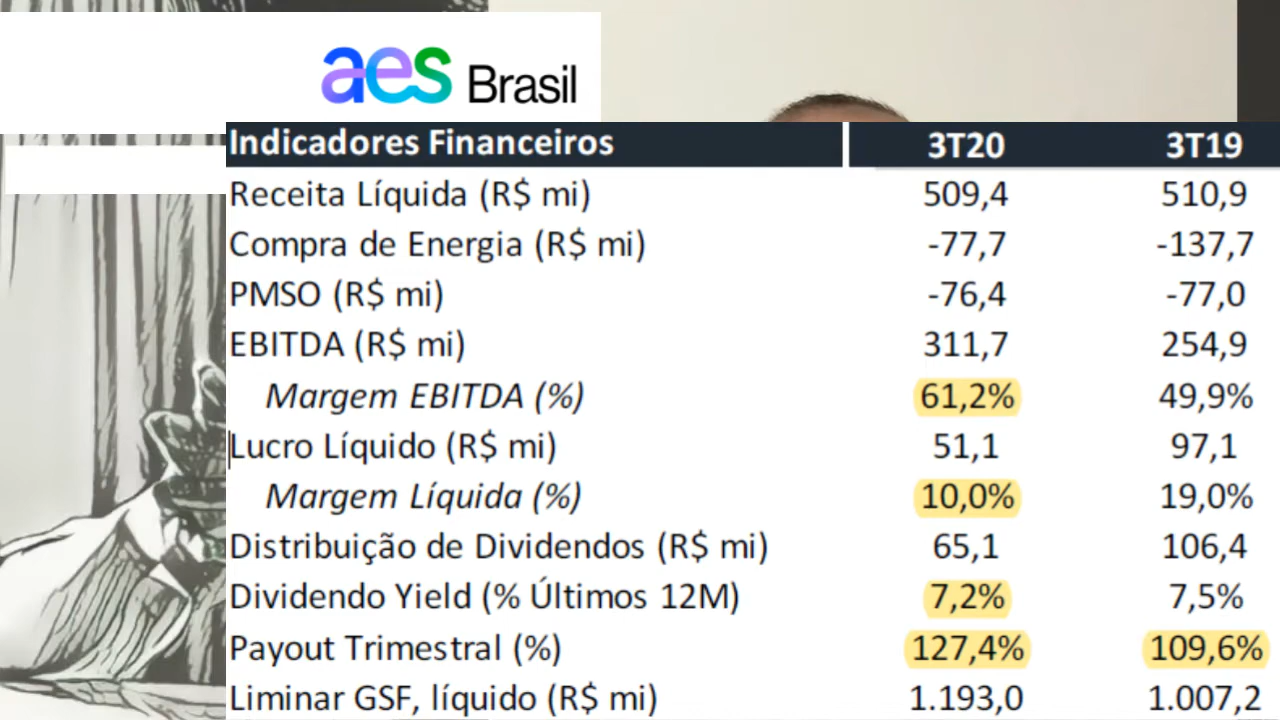 aes Brasil
Indicadores Financeiros 3T20 3T19
Receita Líquida (R$ mi) 509,4 510,9
Compra de Energia (R$ mi) -77,7 -137,7
PMSO (R$ mi) -76,4 -77,0
EBITDA (R$ mi) 311,7 254,9
Margem EBITDA (%) 61,2% 49,9%
Lucro Líquido (R$ mi) 51,1 97,1
Margem Líquida (%) 10,0% 19,0%
Distribuição de Dividendos (R$ mi) 65,1 106,4
Dividendo Yield (% Últimos 12M) 7,2% 7,5%
Payout Trimestral (%) 127,4% 109,6%
Liminar GSF, líquido (R$ mi) 1.193,0 1.007,2